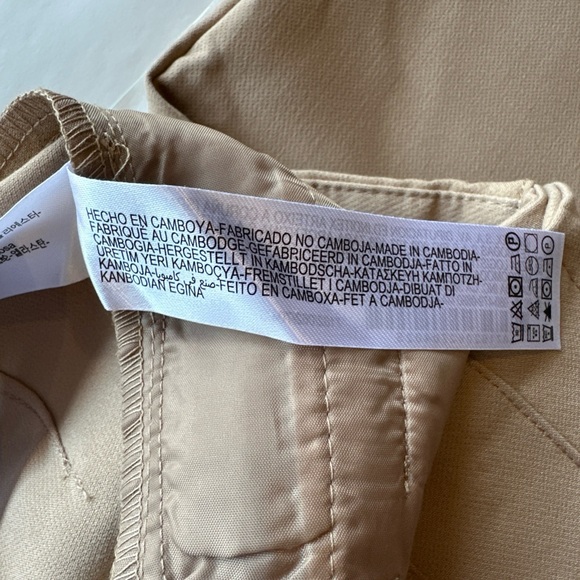 HECHO EN CAMBOYA-FABRICADO NO CAMBOJA-MADE IN CAMBODIA-
FABRIQUE AU CAMBODGE-GEFABRICEERD IN CAMBODJA-FATTO IN
CAMBOGIA-HERGESTELLT IN KAMBODSCHA-ΚΑΤΑΣΚΕΥΗ ΚΑΜΠΟΤΖΗ-
ÜRETIM YERI KAMBOÇYA-FREMSTILLET I CAMBODJA-DIBUAT DI
KAMBOJA-صنع في كامبوديا-FEITO EN CAMBOXA-FET A CAMBODJA-
KANBODIAN EGINA